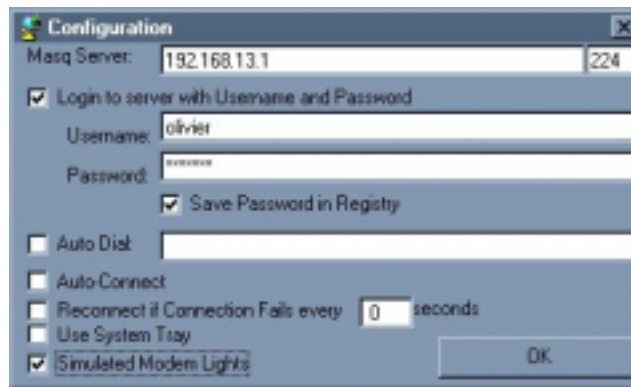 Configuration
Masq Server: 192.168.13.1 224
Login to server with Username and Password
Username: olivier
Password: *******
Save Password in Registry
Auto Dial:
Auto-Connect
Reconnect if Connection Fails every 0 seconds
Use System Tray
Simulated Modem Lights
OK